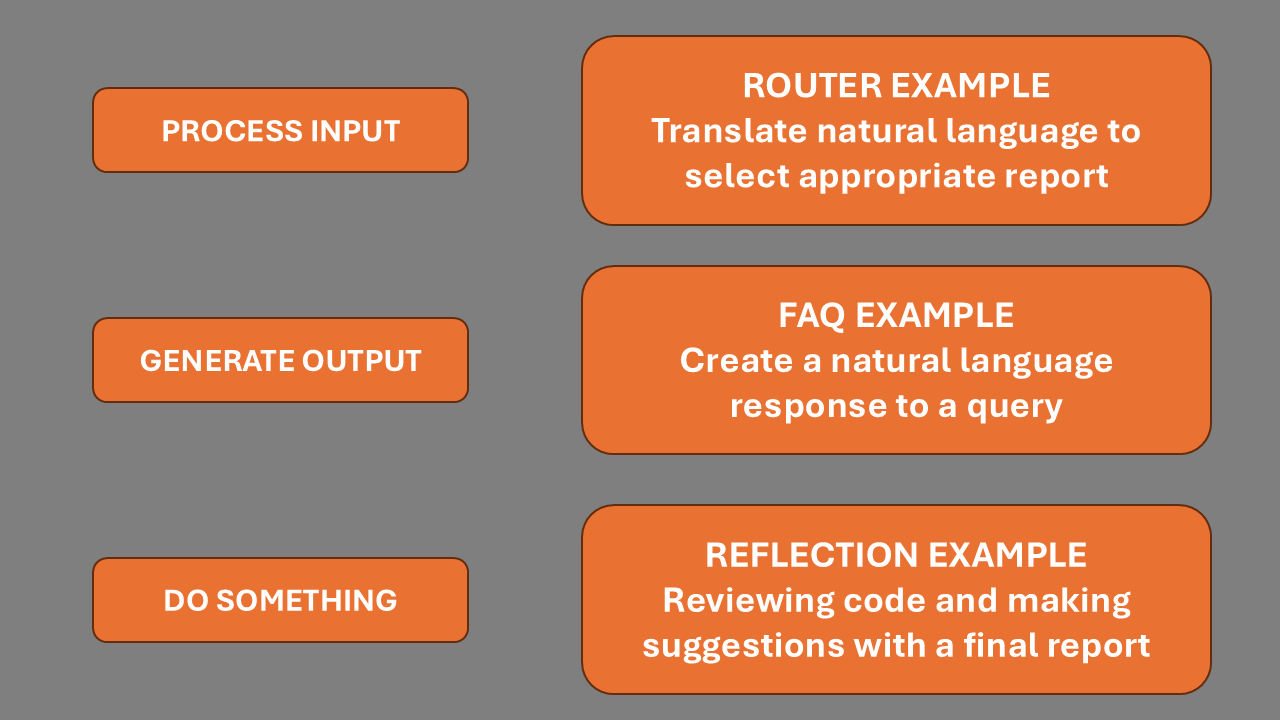 PROCESS INPUT
ROUTER EXAMPLE
Translate natural language to
select appropriate report
GENERATE OUTPUT
FAQ EXAMPLE
Create a natural language
response to a query
DO SOMETHING
REFLECTION EXAMPLE
Reviewing code and making
suggestions with a final report